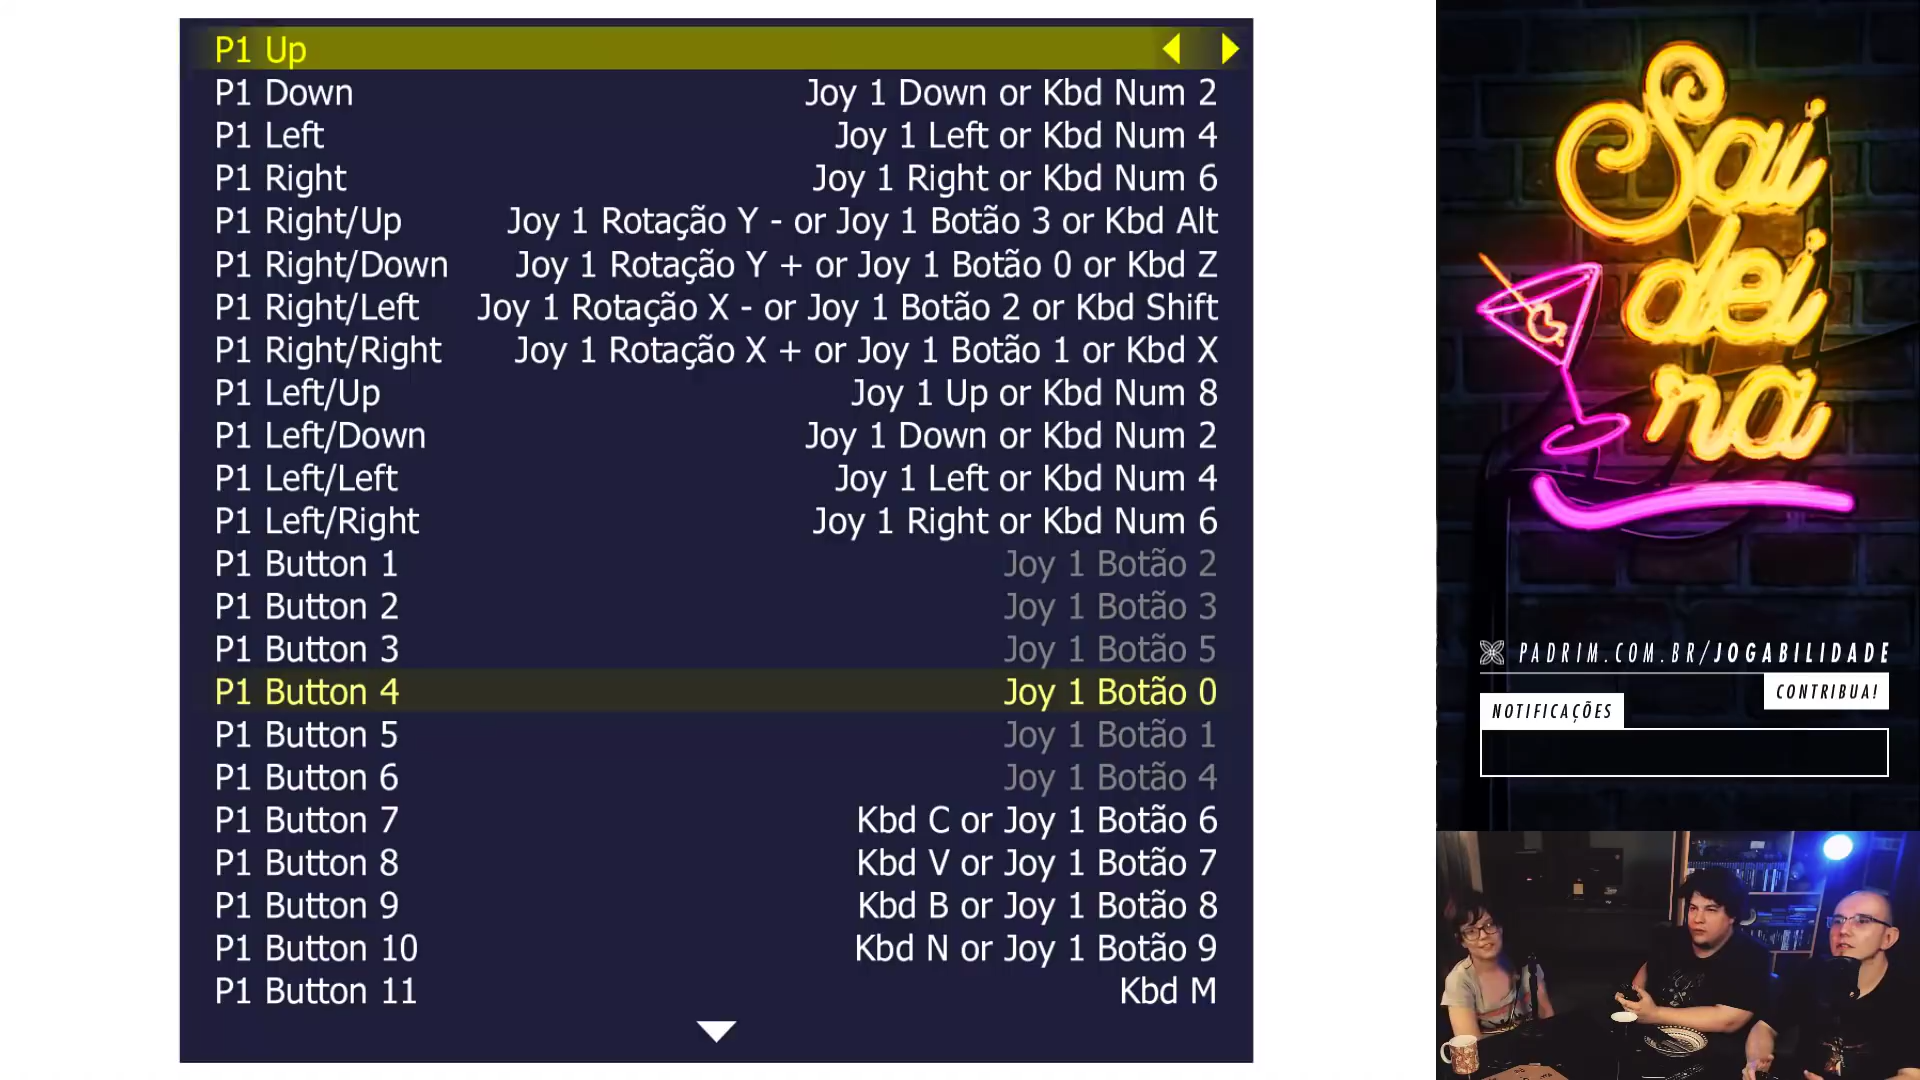 P1 Up
P1 Down Joy 1 Down or Kbd Num 2
P1 Left Joy 1 Left or Kbd Num 4
P1 Right Joy 1 Right or Kbd Num 6
P1 Right/Up Joy 1 Rotação Y - or Joy 1 Botão 3 or Kbd Alt
P1 Right/Down Joy 1 Rotação Y + or Joy 1 Botão 0 or Kbd Z
P1 Right/Left Joy 1 Rotação X - or Joy 1 Botão 2 or Kbd Shift
P1 Right/Right Joy 1 Rotação X + or Joy 1 Botão 1 or Kbd X
P1 Left/Up Joy 1 Up or Kbd Num 8
P1 Left/Down Joy 1 Down or Kbd Num 2
P1 Left/Left Joy 1 Left or Kbd Num 4
P1 Left/Right Joy 1 Right or Kbd Num 6
P1 Button 1 Joy 1 Botão 2
P1 Button 2 Joy 1 Botão 3
P1 Button 3 Joy 1 Botão 5
P1 Button 4 Joy 1 Botão 0
P1 Button 5 Joy 1 Botão 1
P1 Button 6 Joy 1 Botão 4
P1 Button 7 Kbd C or Joy 1 Botão 6
P1 Button 8 Kbd V or Joy 1 Botão 7
P1 Button 9 Kbd B or Joy 1 Botão 8
P1 Button 10 Kbd N or Joy 1 Botão 9
P1 Button 11 Kbd M
Sai
dei
ra
PADRIM.COM.BR/JOGABILIDADE
CONTRIBUA!
NOTIFICAÇÕES